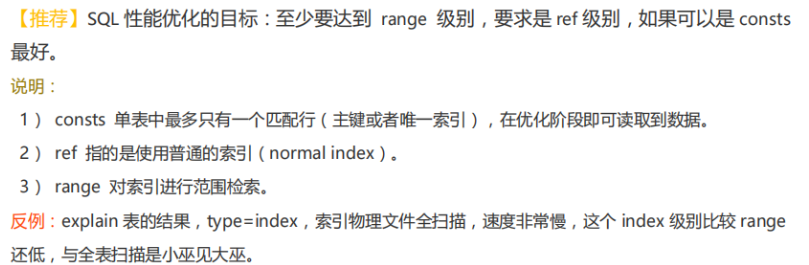 【推荐】SQL 性能优化的目标：至少要达到 range 级别，要求是 ref 级别，如果可以是 consts
最好。
说明：
1） consts 单表中最多只有一个匹配行（主键或者唯一索引），在优化阶段即可读取到数据。
2） ref 指的是使用普通的索引（normal index）。
3） range 对索引进行范围检索。
反例：explain 表的结果，type=index，索引物理文件全扫描，速度非常慢，这个 index 级别比较 range
还低，与全表扫描是小巫见大巫。